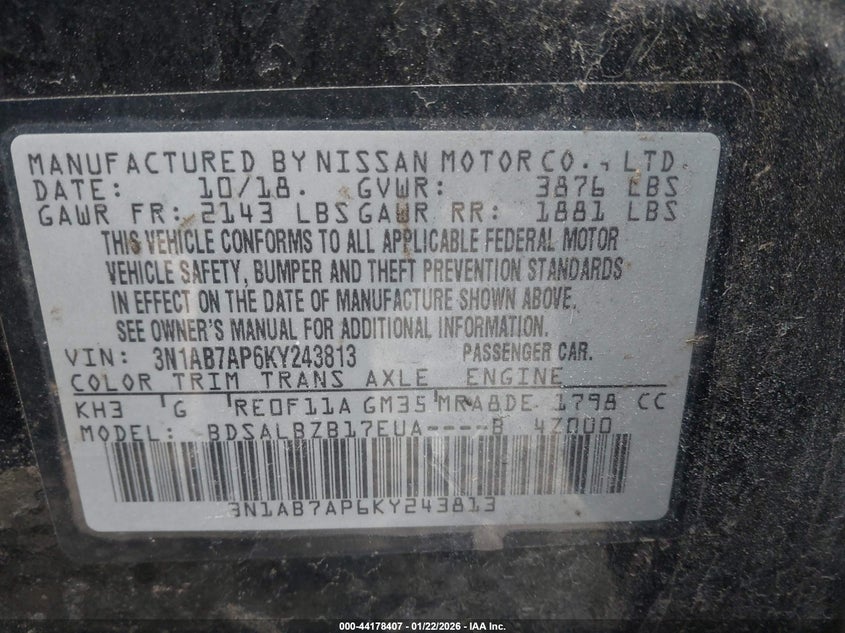 MANUFACTURED BY NISSAN MOTOR CO., LTD.
DATE: 10/18. GVWR: 3876 LBS
GAWR FR: 2143 LBS GAWR RR: 1881 LBS
THIS VEHICLE CONFORMS TO ALL APPLICABLE FEDERAL MOTOR
VEHICLE SAFETY, BUMPER AND THEFT PREVENTION STANDARDS
IN EFFECT ON THE DATE OF MANUFACTURE SHOWN ABOVE.
SEE OWNER'S MANUAL FOR ADDITIONAL INFORMATION.
VIN: 3N1AB7AP6KY243813 PASSENGER CAR.
COLOR TRIM TRANS AXLE ENGINE
KH3 G RE0F11A GM35 MRA8DE 1798 CC
MODEL: BDSALBZB17EUA----B 4Z000
3N1AB7AP6KY243813
000-44178407 - 01/22/2026 - IAA Inc.